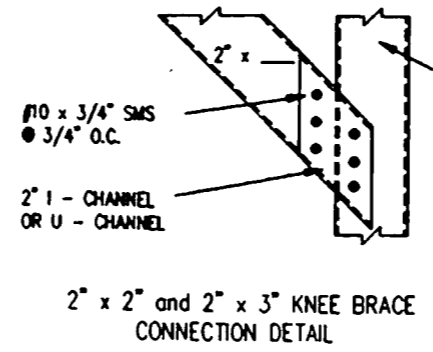 2" x
#10 x 3/4" SMS
@ 3/4" O.C.
2" I - CHANNEL
OR U - CHANNEL
2" x 2" and 2" x 3" KNEE BRACE
CONNECTION DETAIL